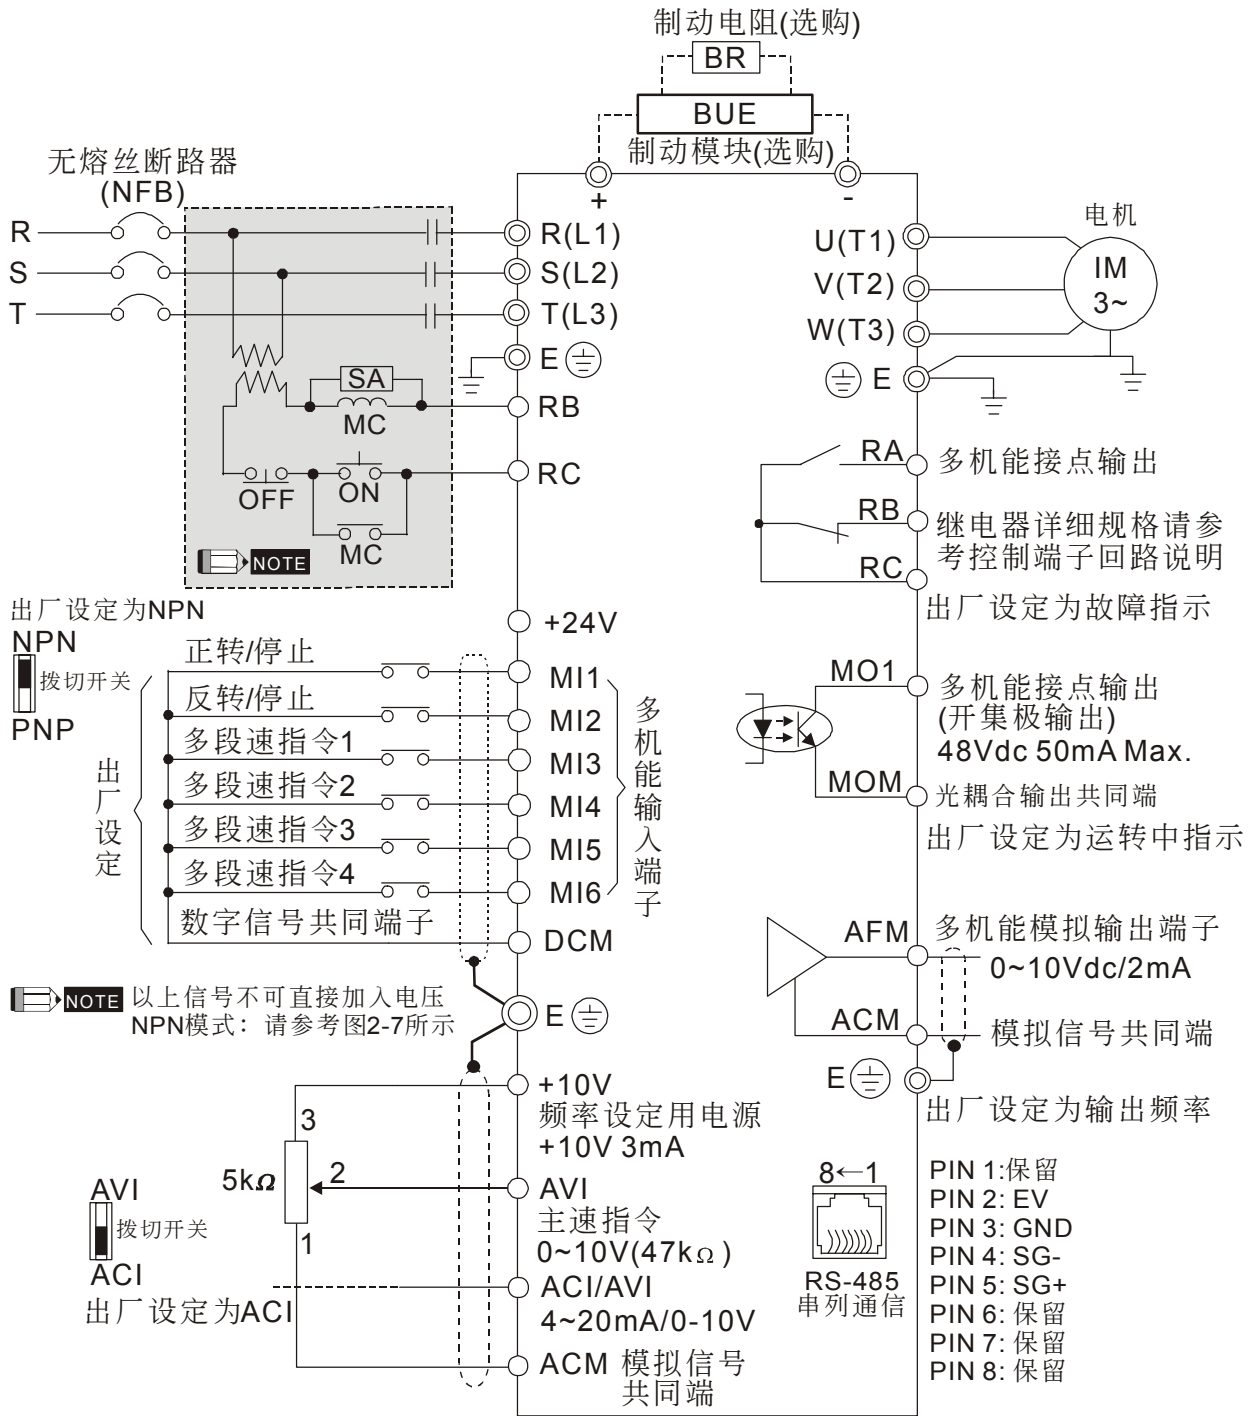 制动电阻(选购)
BR
BUE
制动模块(选购)
+
-
无熔丝断路器
(NFB)
R
S
T
R(L1)
S(L2)
T(L3)
E
SA
MC
RB
OFF
ON
MC
RC
NOTE
电机
IM
3~
U(T1)
V(T2)
W(T3)
E
RA
多机能接点输出
RB
继电器详细规格请参
考控制端子回路说明
RC
出厂设定为故障指示
出厂设定为NPN
NPN
拨切开关
PNP
出厂设定
+24V
正转/停止
MI1
反转/停止
MI2
多段速指令1
MI3
多段速指令2
MI4
多段速指令3
MI5
多段速指令4
MI6
数字信号共同端子
DCM
多机能输入端子
MO1
多机能接点输出
(开集极输出)
48Vdc 50mA Max.
MOM
光耦合输出共同端
出厂设定为运转中指示
NOTE
以上信号不可直接加入电压
NPN模式：请参考图2-7所示
E
AFM
多机能模拟输出端子
0~10Vdc/2mA
ACM
模拟信号共同端
E
出厂设定为输出频率
+10V
频率设定用电源
+10V 3mA
3
5kΩ
2
1
AVI
主速指令
0~10V(47kΩ)
AVI
拨切开关
ACI
出厂设定为ACI
ACI/AVI
4~20mA/0-10V
ACM 模拟信号
共同端
8←1
RS-485
串列通信
PIN 1:保留
PIN 2: EV
PIN 3: GND
PIN 4: SG-
PIN 5: SG+
PIN 6: 保留
PIN 7: 保留
PIN 8: 保留